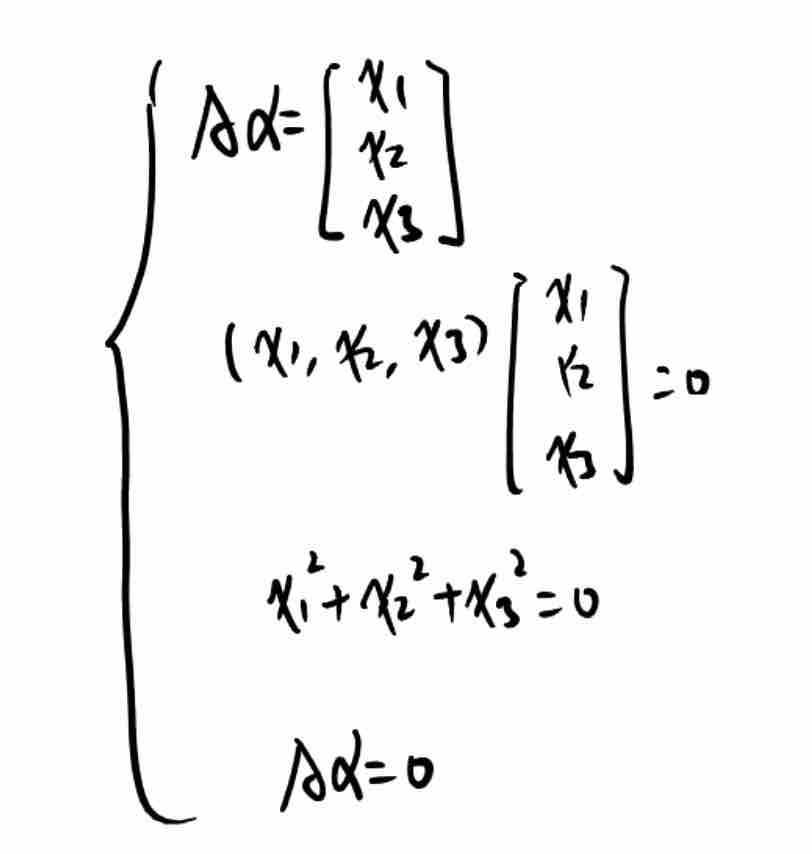 Aα = [x₁ x₂ x₃]
(x₁, x₂, x₃) [x₁ x₂ x₃] = 0
x₁² + x₂² + x₃² = 0
Aα = 0